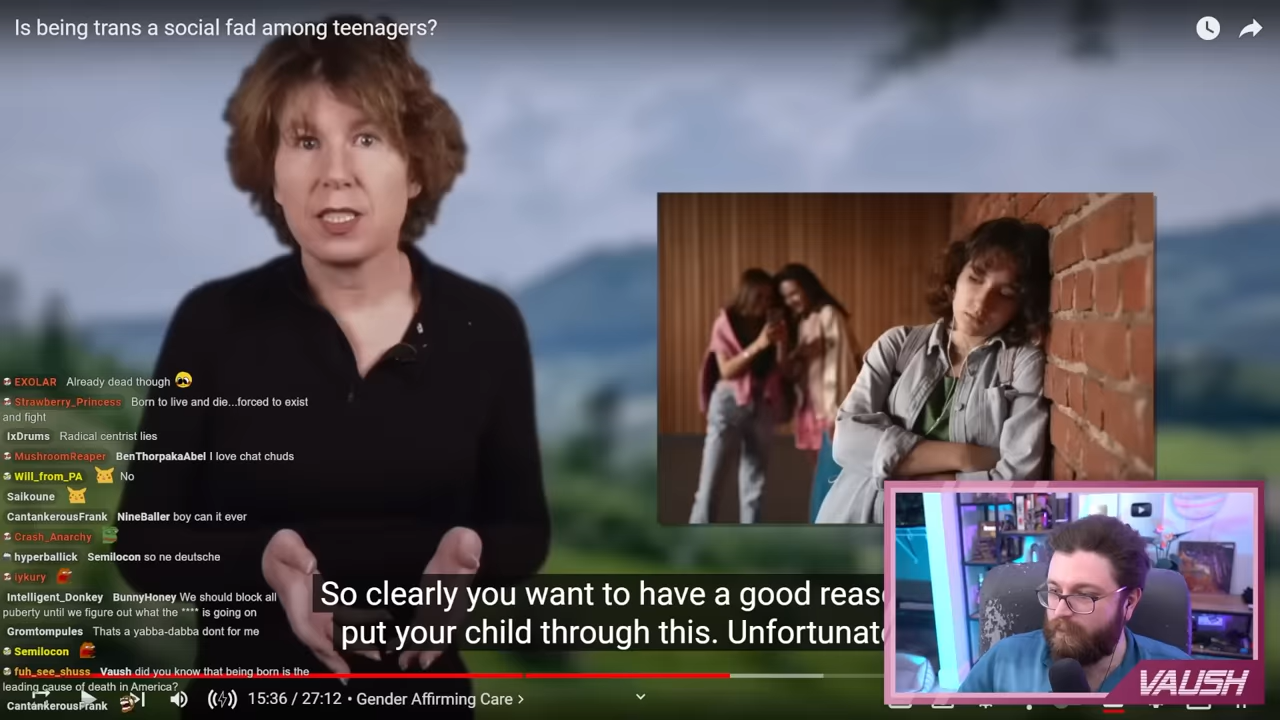 Is being trans a social fad among teenagers?
EXOLAR Already dead though
Strawberry_Princess Born to live and die...forced to exist
and fight
IxDrums Radical centrist lies
MushroomReaper BenThorpakaAbel I love chat chuds
Will_from_PA No
Saikoune
CantankerousFrank NineBaller boy can it ever
Crash_Anarchy
hyperballick Semilocon so ne deutsche
iykury
Intelligent_Donkey BunnyHoney We should block all
puberty until we figure out what the **** is going on
Gromtompules Thats a yabba-dabba dont for me
Semilocon
fuh_see_shuss Vaush did you know that being born is the
leading cause of death in America?
CantankerousFrank
So clearly you want to have a good
put your child through this.
15:36 / 27:12 • Gender Affirming Care >
VAUSH